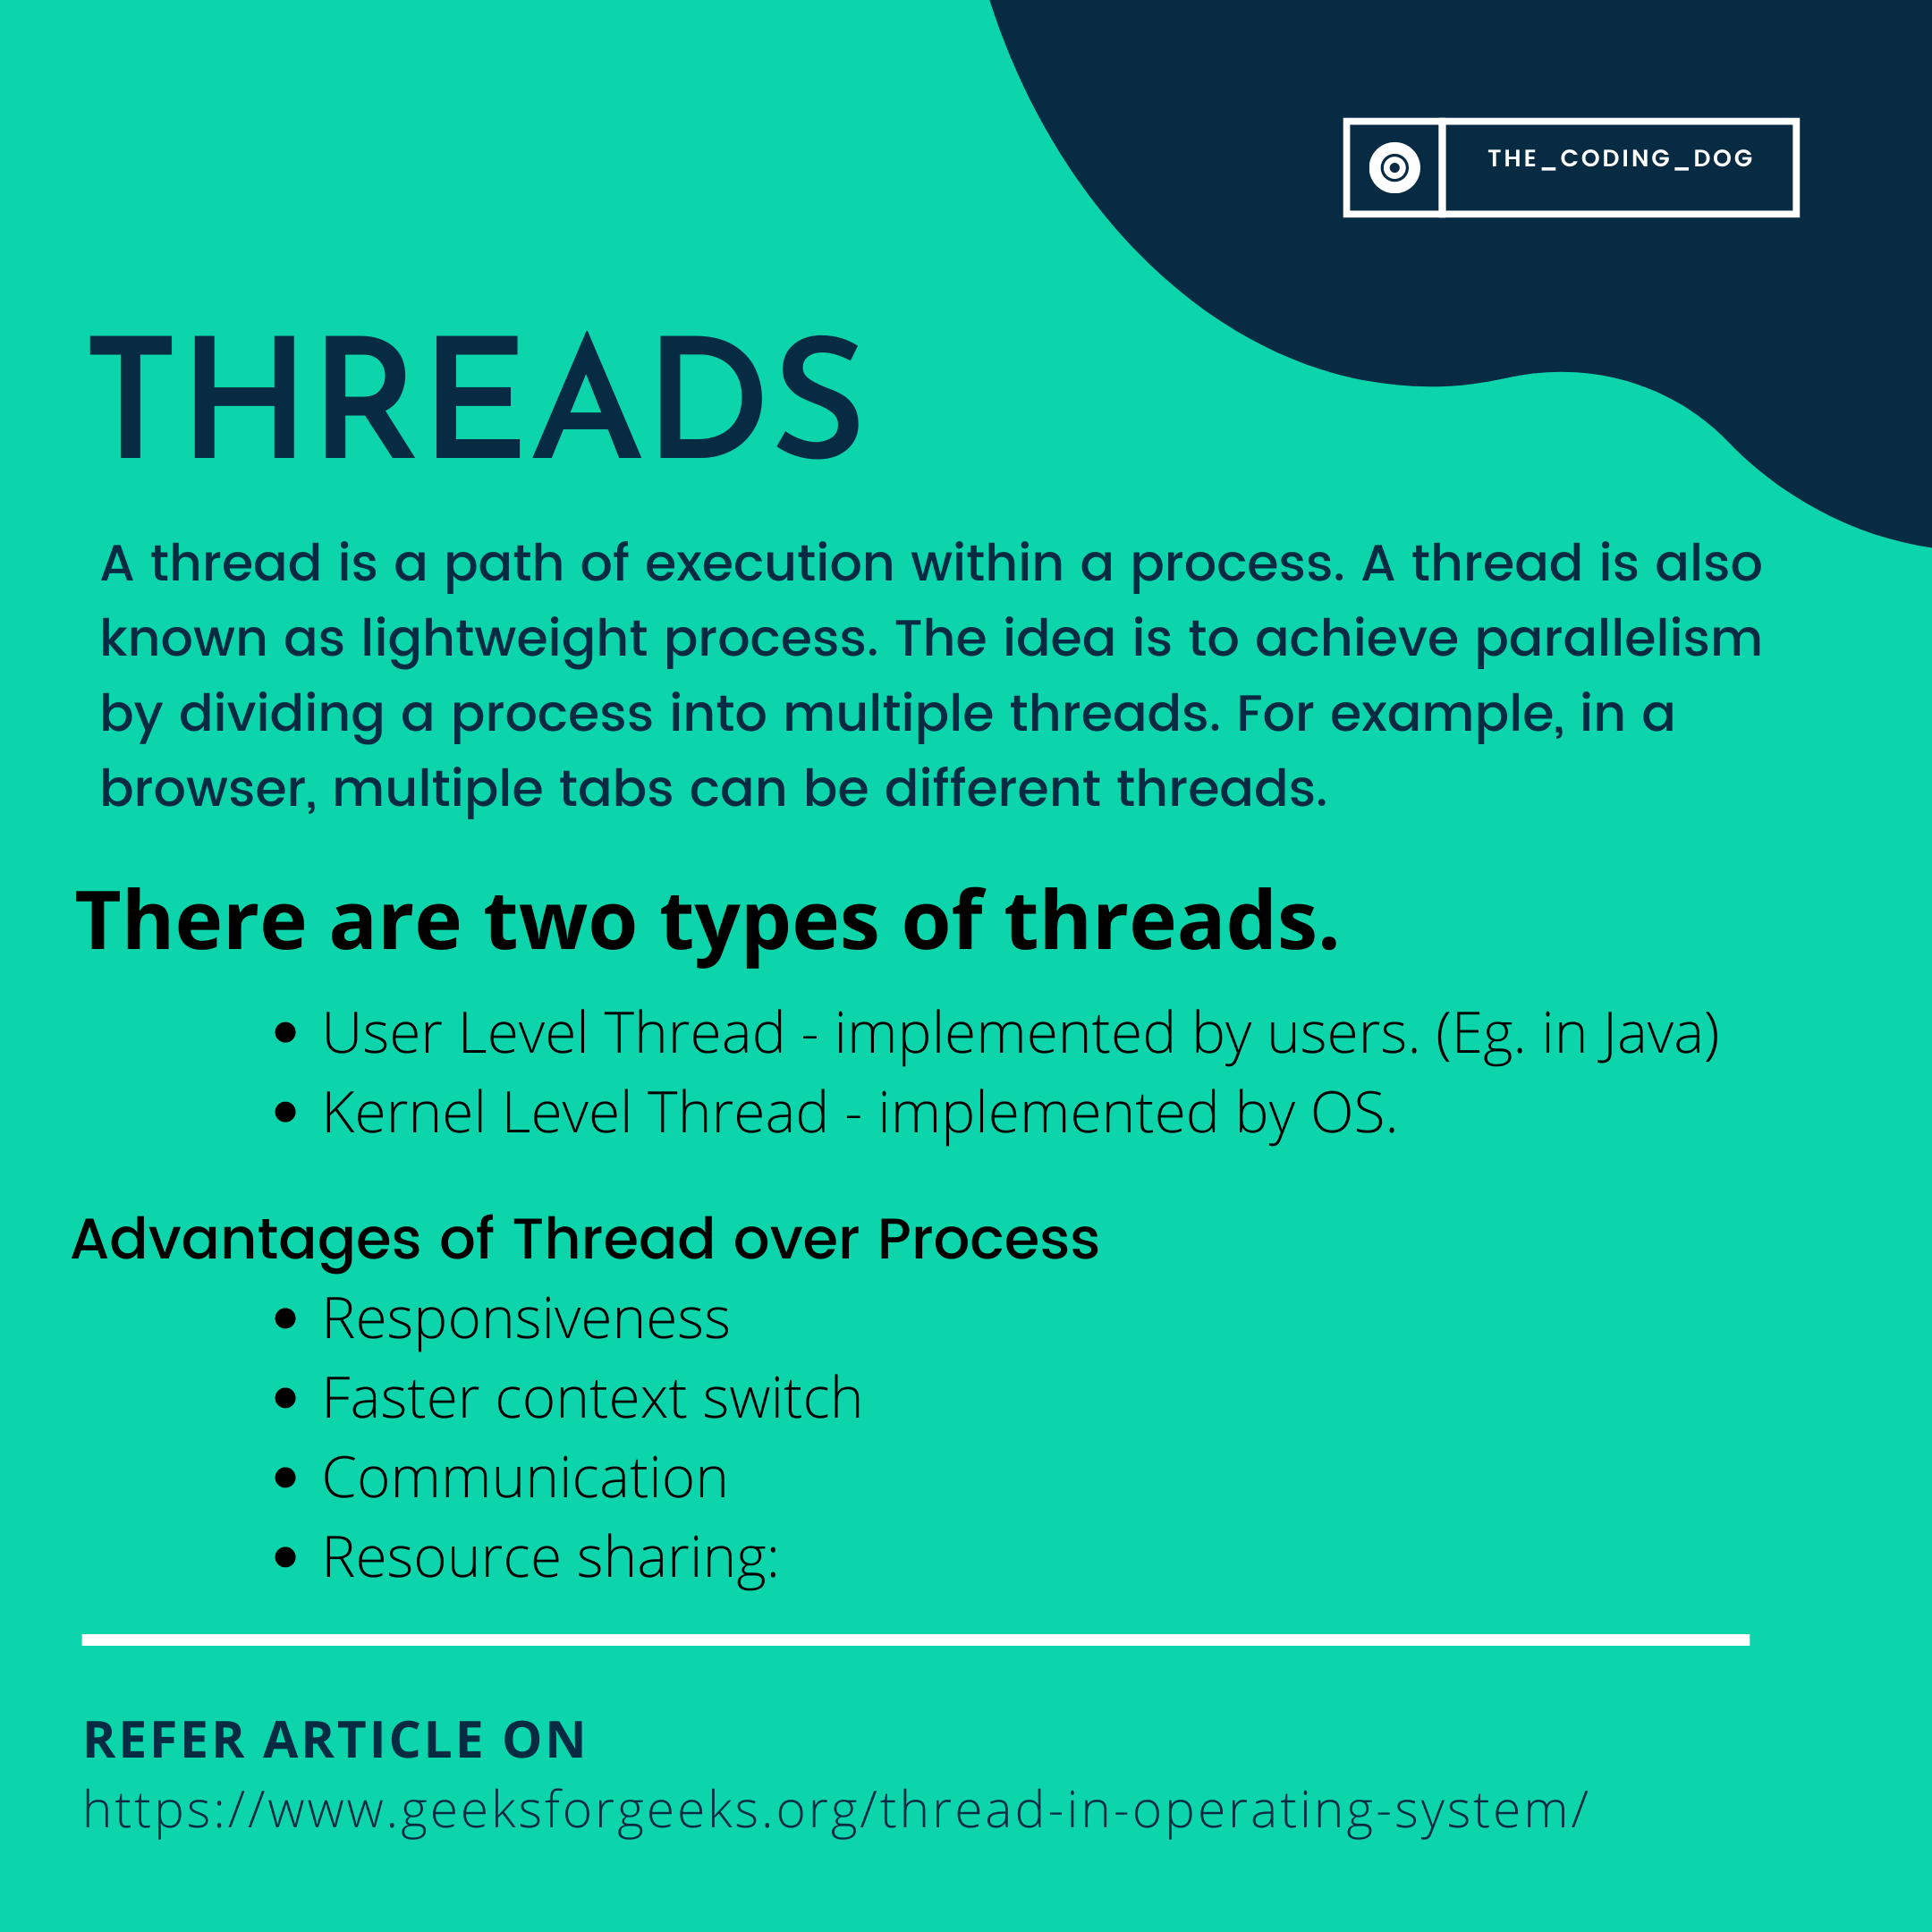 THE_CODING_DOG
THREADS
A thread is a path of execution within a process. A thread is also
known as lightweight process. The idea is to achieve parallelism
by dividing a process into multiple threads. For example, in a
browser, multiple tabs can be different threads.
There are two types of threads.
• User Level Thread - implemented by users. (Eg. in Java)
• Kernel Level Thread - implemented by OS.
Advantages of Thread over Process
• Responsiveness
• Faster context switch
• Communication
• Resource sharing:
REFER ARTICLE ON
https://www.geeksforgeeks.org/thread-in-operating-system/